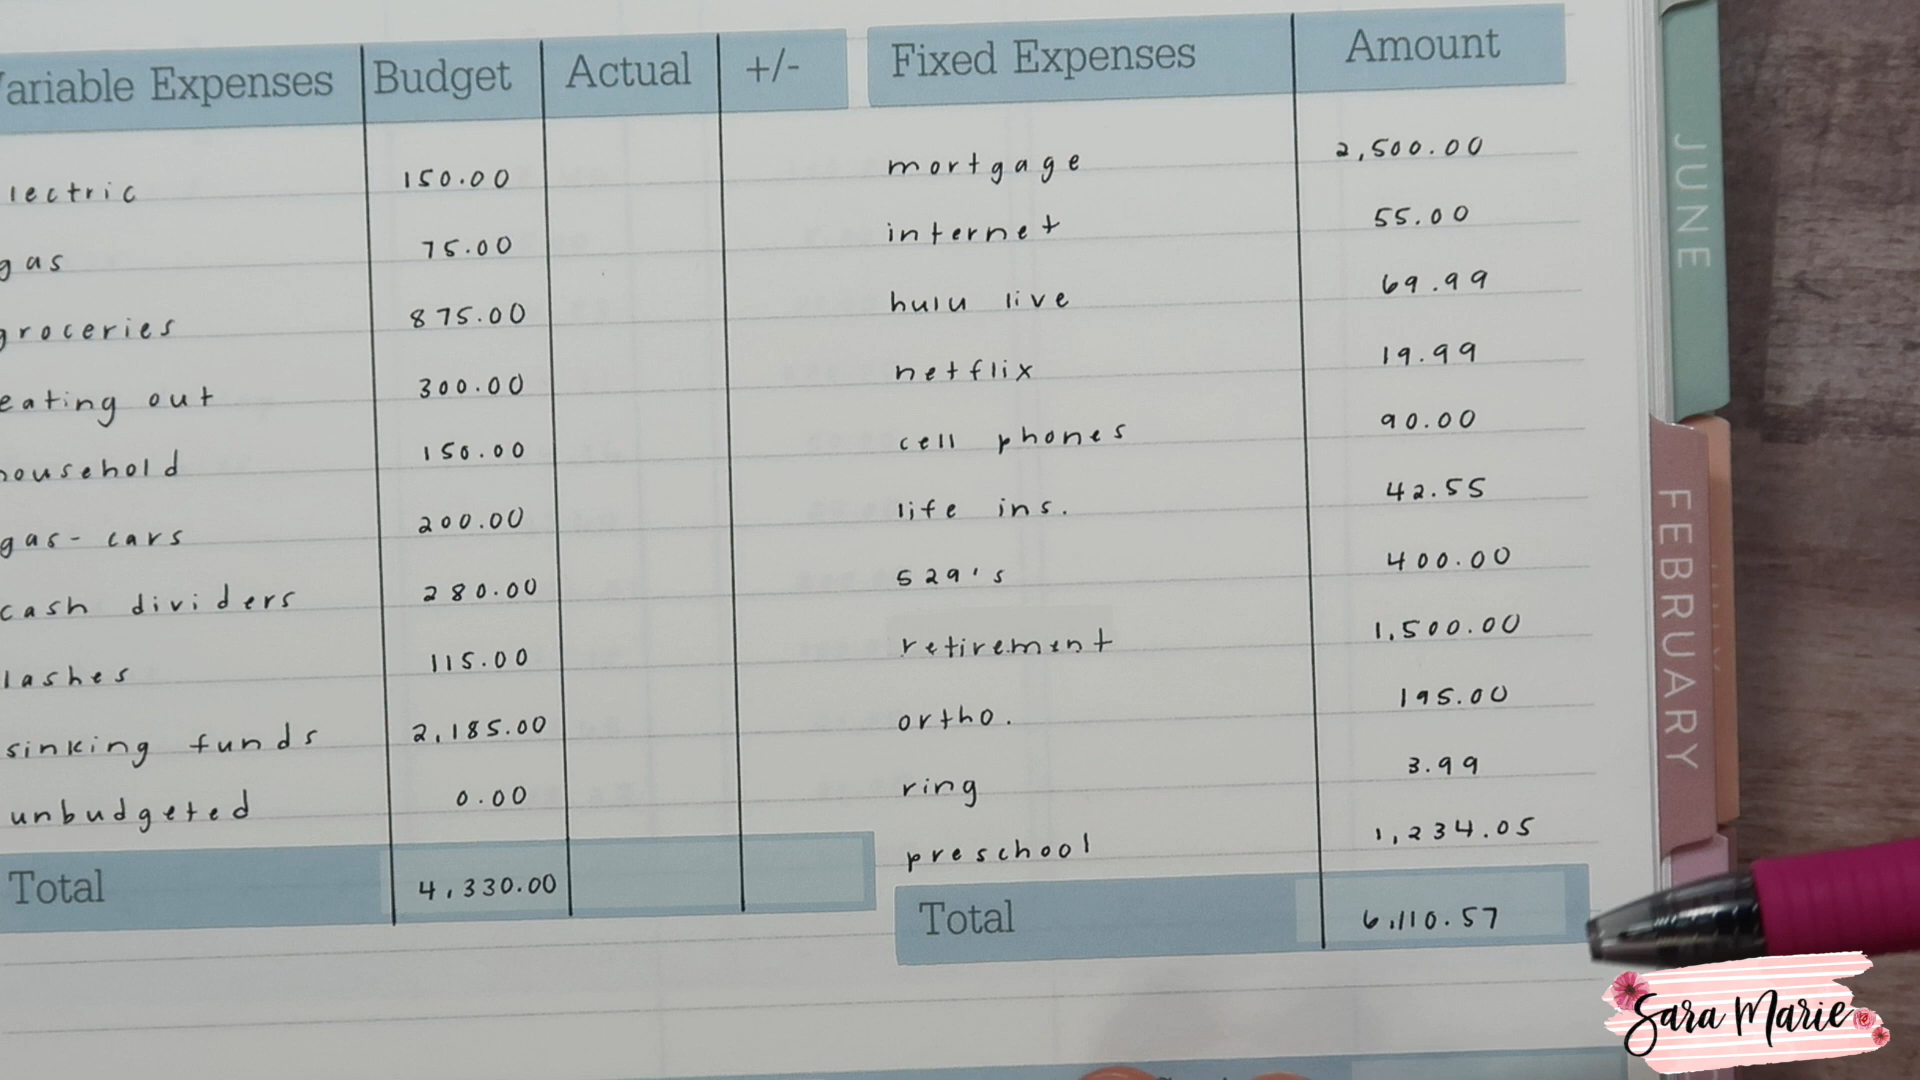 Variable Expenses Budget Actual +/-
lectric 150.00
gas 75.00
groceries 875.00
eating out 300.00
household 150.00
gas - cars 200.00
cash dividers 280.00
lashes 115.00
sinking funds 2,185.00
unbudgeted 0.00
Total 4,330.00
Fixed Expenses Amount
mortgage 2,500.00
internet 55.00
hulu live 69.99
netflix 19.99
cell phones 90.00
life ins. 42.55
529's 400.00
retirement 1,500.00
ortho. 195.00
ring 3.99
preschool 1,234.05
Total 6,110.57
JUNE
FEBRUARY
Sara Marie